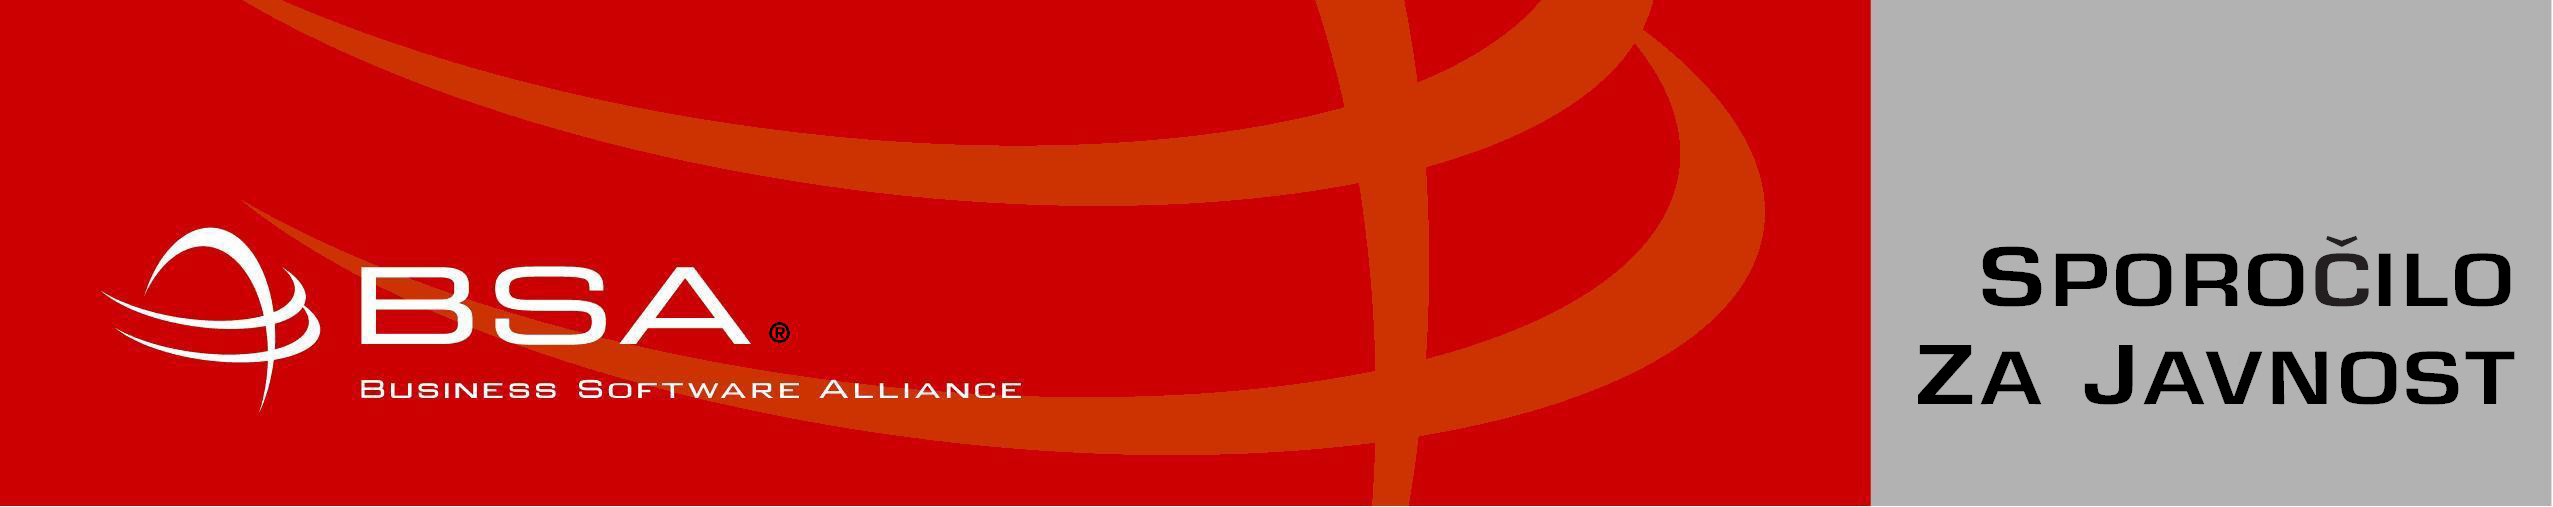 BSA®
BUSINESS SOFTWARE ALLIANCE
SPOROČILO
ZA JAVNOST